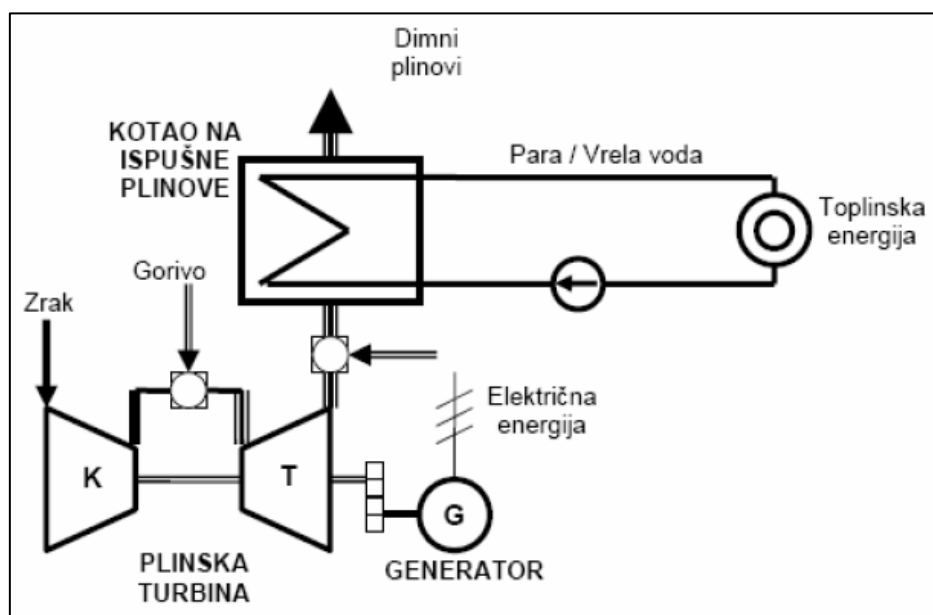 Dimni
plinovi
KOTAO NA
ISPUŠNE
PLINOVE
Para / Vrela voda
Toplinska
energija
Gorivo
Zrak
Električna
energija
K
T
G
PLINSKA
TURBINA
GENERATOR